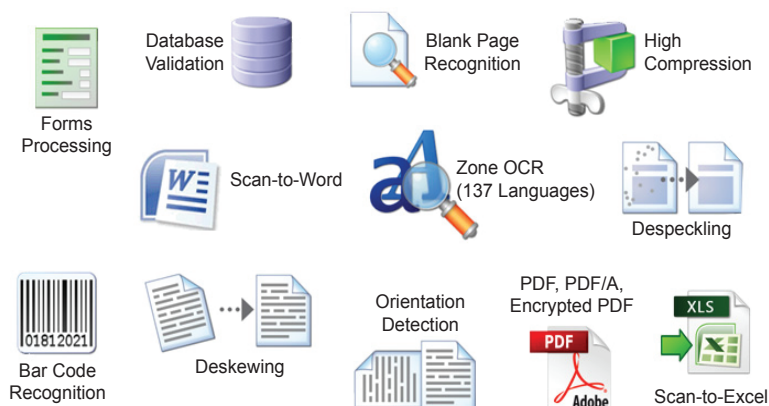 Database
Validation
Blank Page
Recognition
High
Compression
Forms
Processing
W
Scan-to-Word
a
A
Zone OCR
(137 Languages)
Despeckling
01812021
Bar Code
Recognition
Deskewing
Orientation
Detection
PDF, PDF/A,
Encrypted PDF
PDF
Adobe
XLS
X
Scan-to-Excel